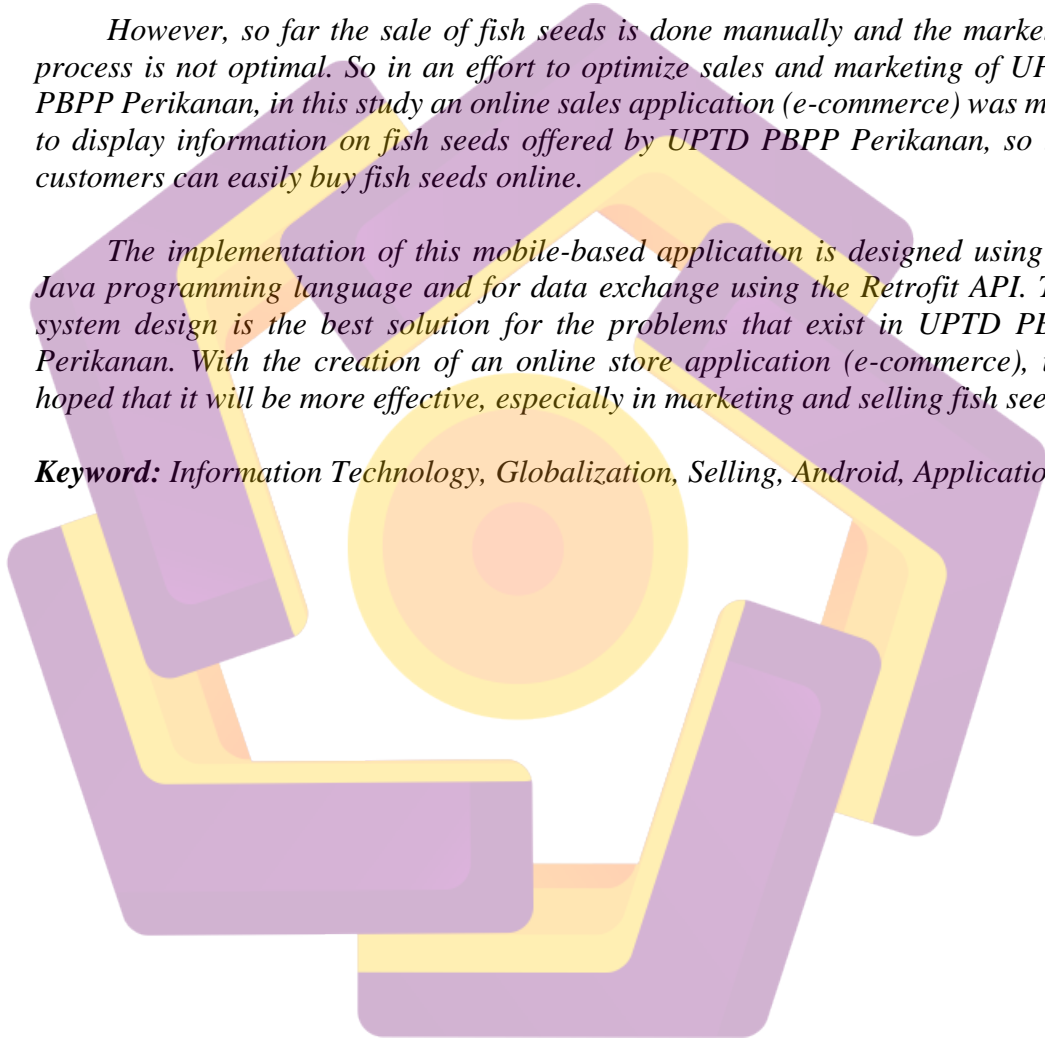 However, so far the sale of fish seeds is done manually and the marke
process is not optimal. So in an effort to optimize sales and marketing of UP
PBPP Perikanan, in this study an online sales application (e-commerce) was m
to display information on fish seeds offered by UPTD PBPP Perikanan, so
customers can easily buy fish seeds online.
The implementation of this mobile-based application is designed using
Java programming language and for data exchange using the Retrofit API. T
system design is the best solution for the problems that exist in UPTD PB
Perikanan. With the creation of an online store application (e-commerce), i
hoped that it will be more effective, especially in marketing and selling fish see
Keyword: Information Technology, Globalization, Selling, Android, Applicatio